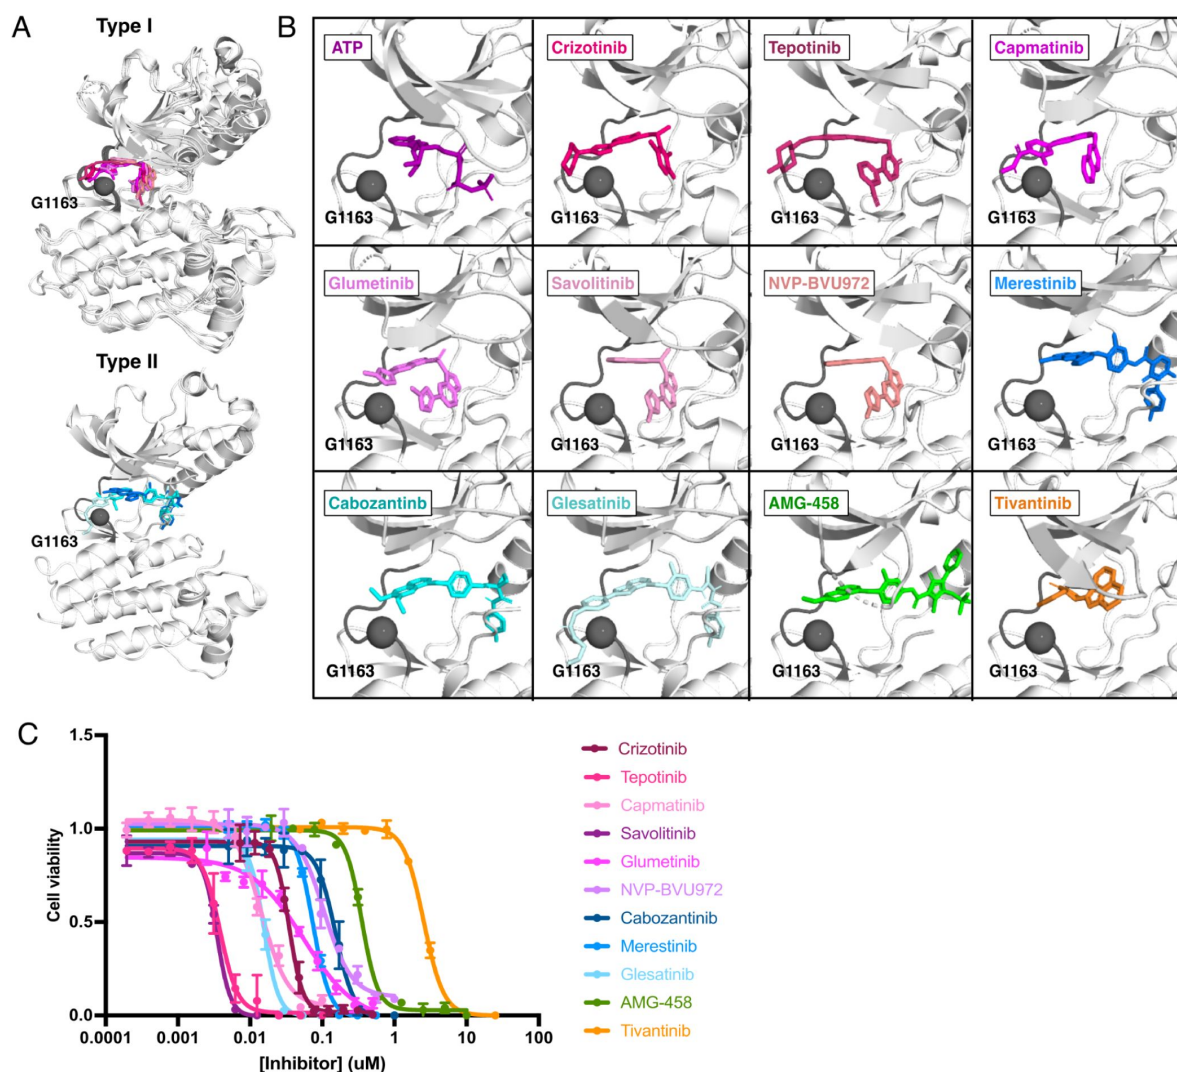 A
Type I
G1163
Type II
G1163
B
ATP
G1163
Crizotinib
G1163
Tepotinib
G1163
Capmatinib
G1163
Glumetinib
G1163
Savolitinib
G1163
NVP-BVU972
G1163
Merestinib
G1163
Cabozantinib
G1163
Glesatinib
G1163
AMG-458
G1163
Tivantinib
G1163
C
Cell viability
1.5
1.0
0.5
0.0
0.0001
0.001
0.01
0.1
1
10
100
[Inhibitor] (uM)
Crizotinib
Tepotinib
Capmatinib
Savolitinib
Glumetinib
NVP-BVU972
Cabozantinib
Merestinib
Glesatinib
AMG-458
Tivantinib